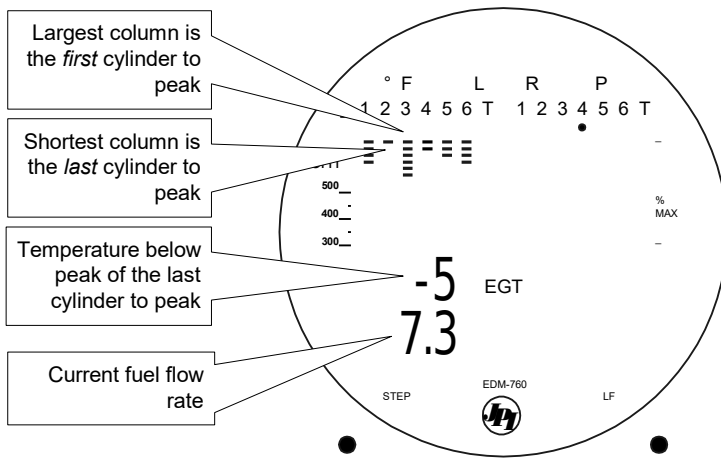 Largest column is
the first cylinder to
peak
Shortest column is
the last cylinder to
peak
Temperature below
peak of the last
cylinder to peak
Current fuel flow
rate
° F L R P
1 2 3 4 5 6 T 1 2 3 4 5 6 T
500
400
300
%
MAX
-5 EGT
7.3
EDM-760
STEP LF
JPI